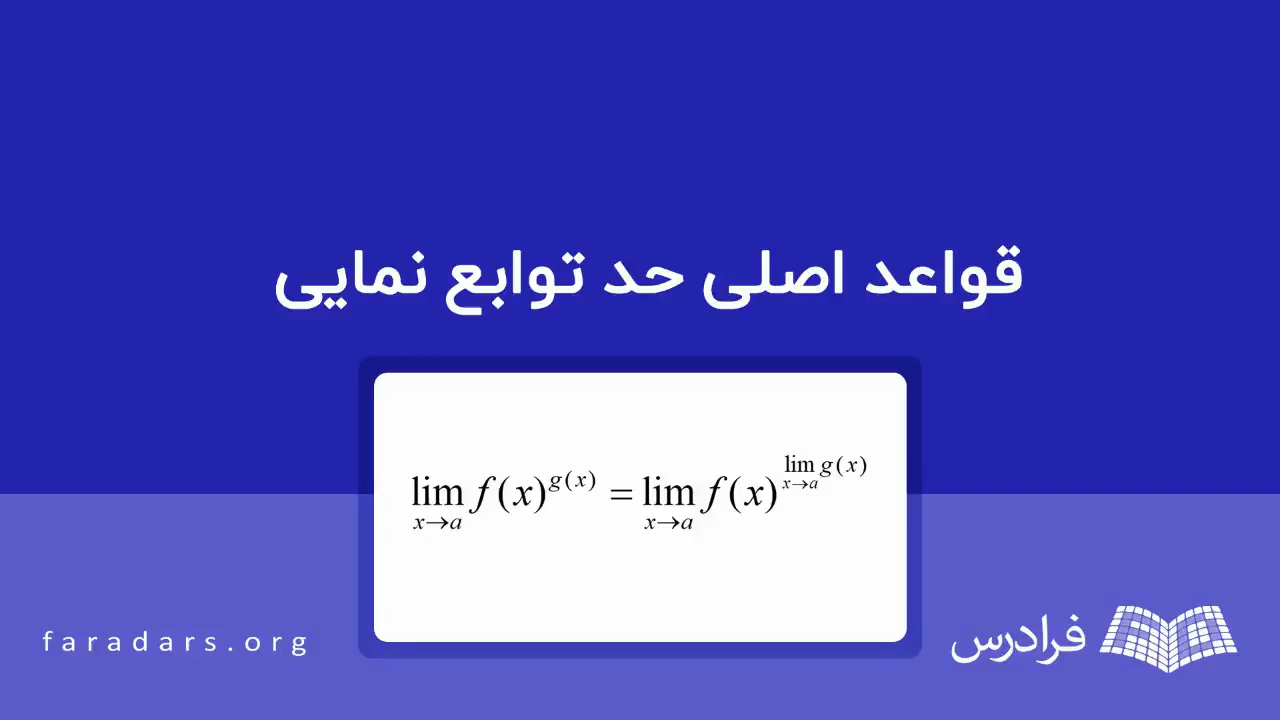 قواعد اصلی حد توابع نمایی
lim_{x→a} f(x)^{g(x)} = lim_{x→a} f(x)^{lim_{x→a} g(x)}
faradars.org
فرادرس